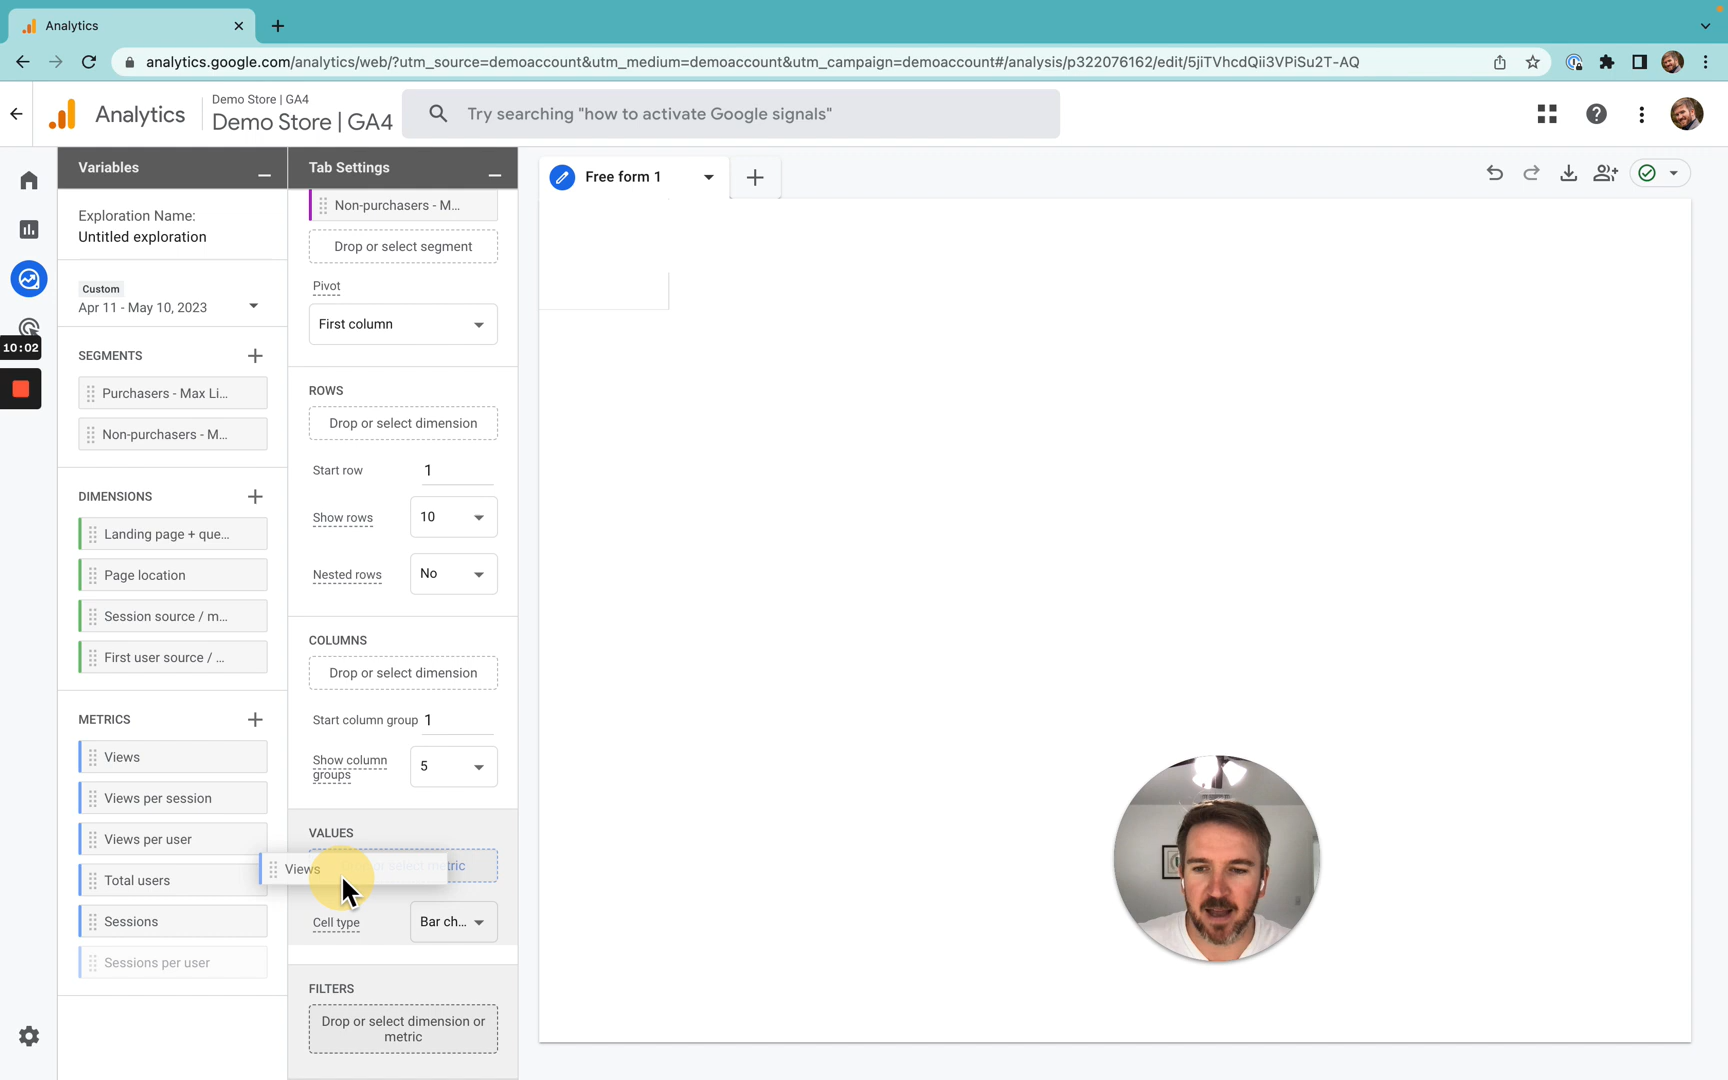 Analytics
analytics.google.com/analytics/web/?utm_source=demoaccount&utm_medium=demoaccount&utm_campaign=demoaccount#/analysis/p322076162/edit/5jiTVhcdQii3VPiSu2T-AQ
Analytics
Demo Store | GA4
Demo Store | GA4
Try searching "how to activate Google signals"
Variables
Exploration Name:
Untitled exploration
Custom
Apr 11 - May 10, 2023
10:02
SEGMENTS
Purchasers - Max Li...
Non-purchasers - M...
DIMENSIONS
Landing page + que...
Page location
Session source / m...
First user source / ...
METRICS
Views
Views per session
Views per user
Total users
Sessions
Sessions per user
Tab Settings
Non-purchasers - M...
Drop or select segment
Pivot
First column
ROWS
Drop or select dimension
Start row 1
Show rows 10
Nested rows No
COLUMNS
Drop or select dimension
Start column group 1
Show column
groups 5
VALUES
Views
select metric
Cell type Bar ch...
FILTERS
Drop or select dimension or
metric
Free form 1